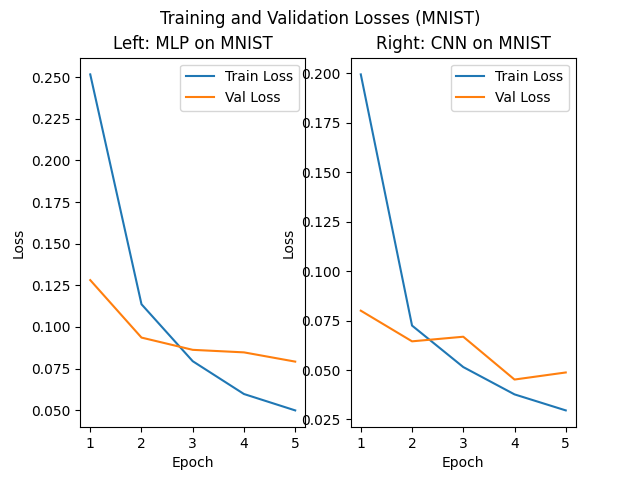 Training and Validation Losses (MNIST)
Left: MLP on MNIST
Train Loss
Val Loss
0.250
0.225
0.200
0.175
0.150
0.125
0.100
0.075
0.050
Loss
1 2 3 4 5
Epoch
Right: CNN on MNIST
Train Loss
Val Loss
0.200
0.175
0.150
0.125
0.100
0.075
0.050
0.025
Loss
1 2 3 4 5
Epoch